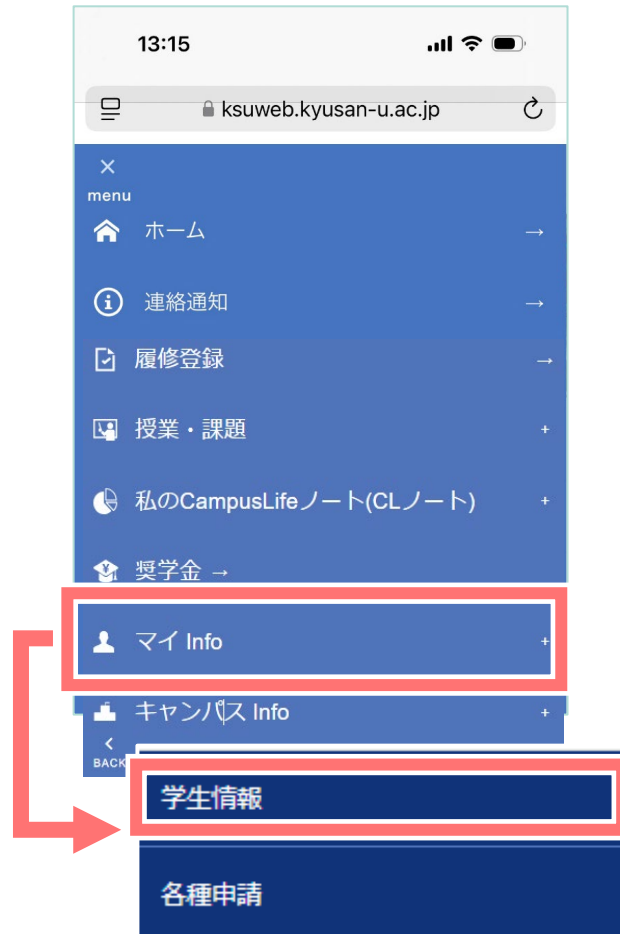 13:15
ksuweb.kyusan-u.ac.jp
×
menu
ホーム →
連絡通知 →
履修登録 →
授業・課題 +
私のCampusLifeノート(CLノート) +
奨学金 →
マイ Info +
キャンパス Info +
<
BACK
学生情報
各種申請